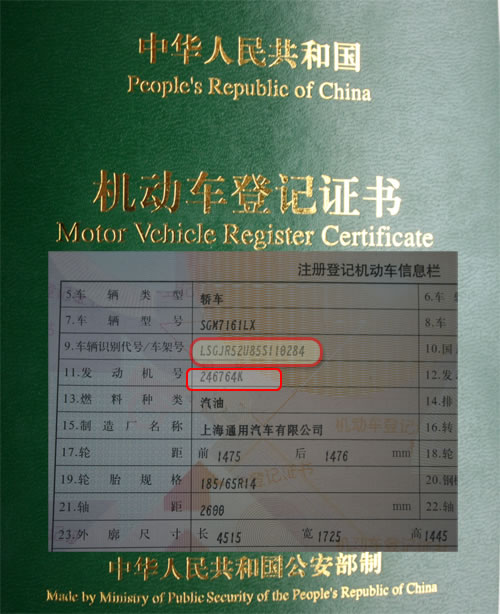 中华人民共和国
People's Republic of China
机动车登记证书
Motor Vehicle Register Certificate
注册登记机动车信息栏
5.车 辆 类 型 轿车 6.车
7.车 辆 型 号 SGM7161LX 8.车
9.车辆识别代号/车架号 LSGJR52U85S110284 10.国
11.发 动 机 号 246764K 12.发
13.燃 料 种 类 汽油 14.排
15.制 造 厂 名 称 上海通用汽车有限公司 16.转
17.轮 距 前 1475 后 1476 mm 18.轮
19.轮 胎 规 格 185/65R14 20.钢
21.轴 距 2600 mm 22.轴
23.外 廓 尺 寸 长 4515 宽 1725 高 1445
中华人民共和国公安部制
Made by Ministry of Public Security of the People's Republic of China